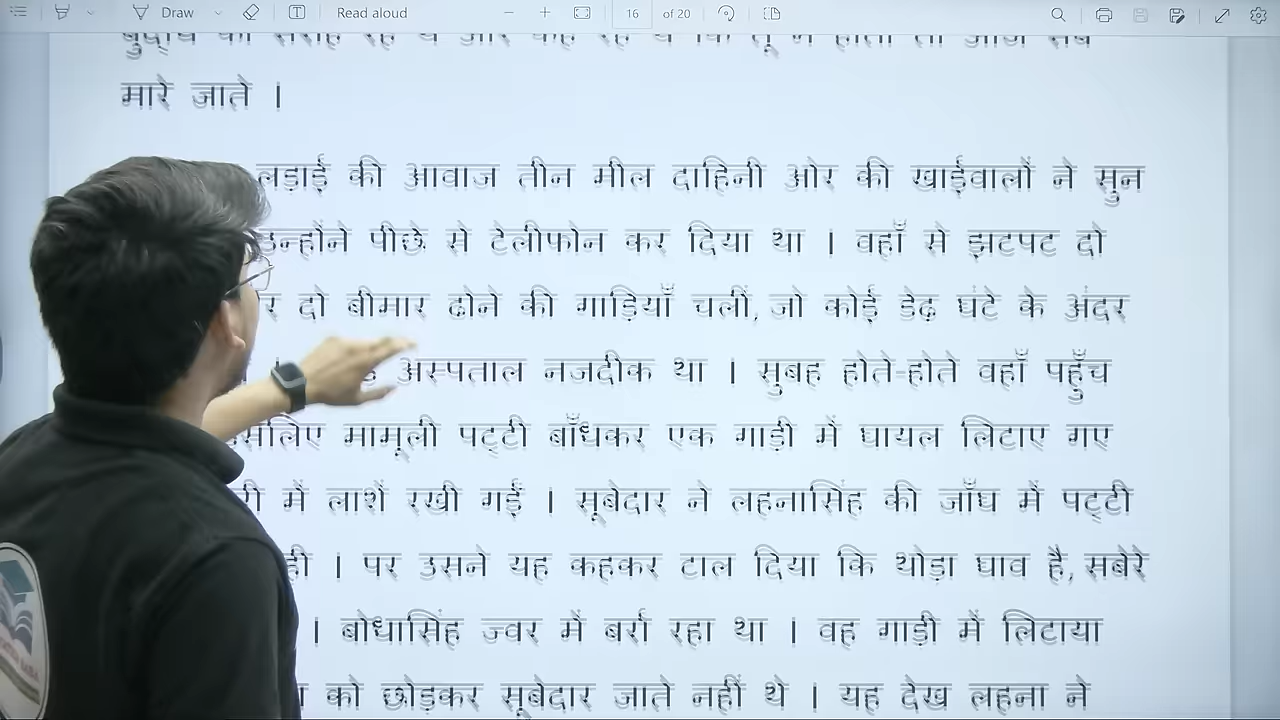 Draw Read aloud 16 of 20
मारे जाते ।
लड़ाई की आवाज तीन मील दाहिनी ओर की खाईवालों ने सुन
उन्होंने पीछे से टेलीफोन कर दिया था । वहाँ से झटपट दो
दो बीमार ढोने की गाड़ियाँ चलीं, जो कोई डेढ़ घंटे के अंदर
अस्पताल नजदीक था । सुबह होते-होते वहाँ पहुँच
मामूली पट्टी बाँधकर एक गाड़ी में घायल लिटाए गए
में लाशें रखी गईं । सूबेदार ने लहनासिंह की जाँघ में पट्टी
। पर उसने यह कहकर टाल दिया कि थोड़ा घाव है, सबेरे
। बोधासिंह ज्वर में बर्रा रहा था । वह गाड़ी में लिटाया
को छोड़कर सूबेदार जाते नहीं थे । यह देख लहना ने